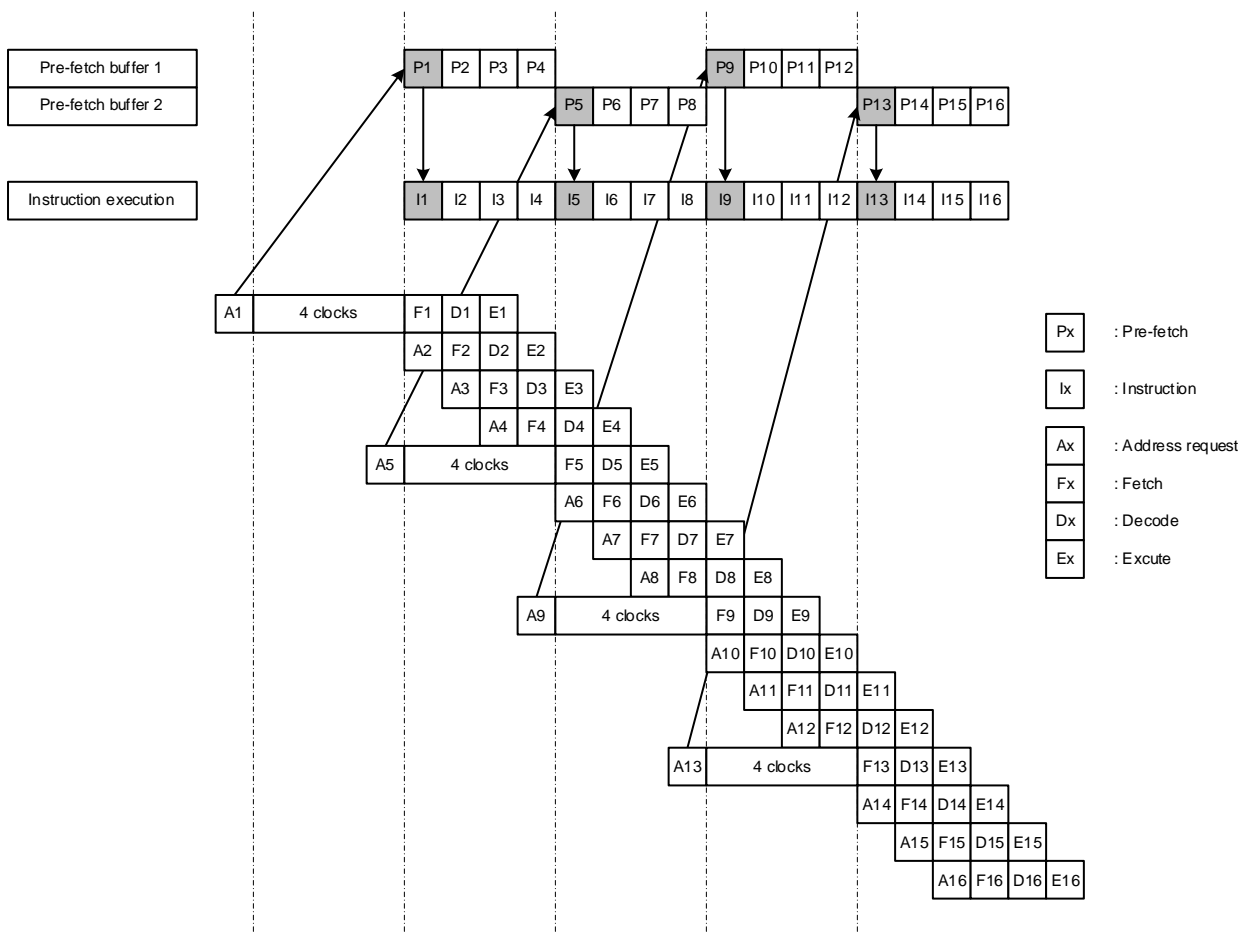 Pre-fetch buffer 1 P1 P2 P3 P4 P9 P10 P11 P12
Pre-fetch buffer 2 P5 P6 P7 P8 P13 P14 P15 P16
Instruction execution I1 I2 I3 I4 I5 I6 I7 I8 I9 I10 I11 I12 I13 I14 I15 I16
A1 4 clocks F1 D1 E1
A2 F2 D2 E2
A3 F3 D3 E3
A4 F4 D4 E4
A5 4 clocks F5 D5 E5
A6 F6 D6 E6
A7 F7 D7 E7
A8 F8 D8 E8
A9 4 clocks F9 D9 E9
A10 F10 D10 E10
A11 F11 D11 E11
A12 F12 D12 E12
A13 4 clocks F13 D13 E13
A14 F14 D14 E14
A15 F15 D15 E15
A16 F16 D16 E16
Px : Pre-fetch
Ix : Instruction
Ax : Address request
Fx : Fetch
Dx : Decode
Ex : Excute